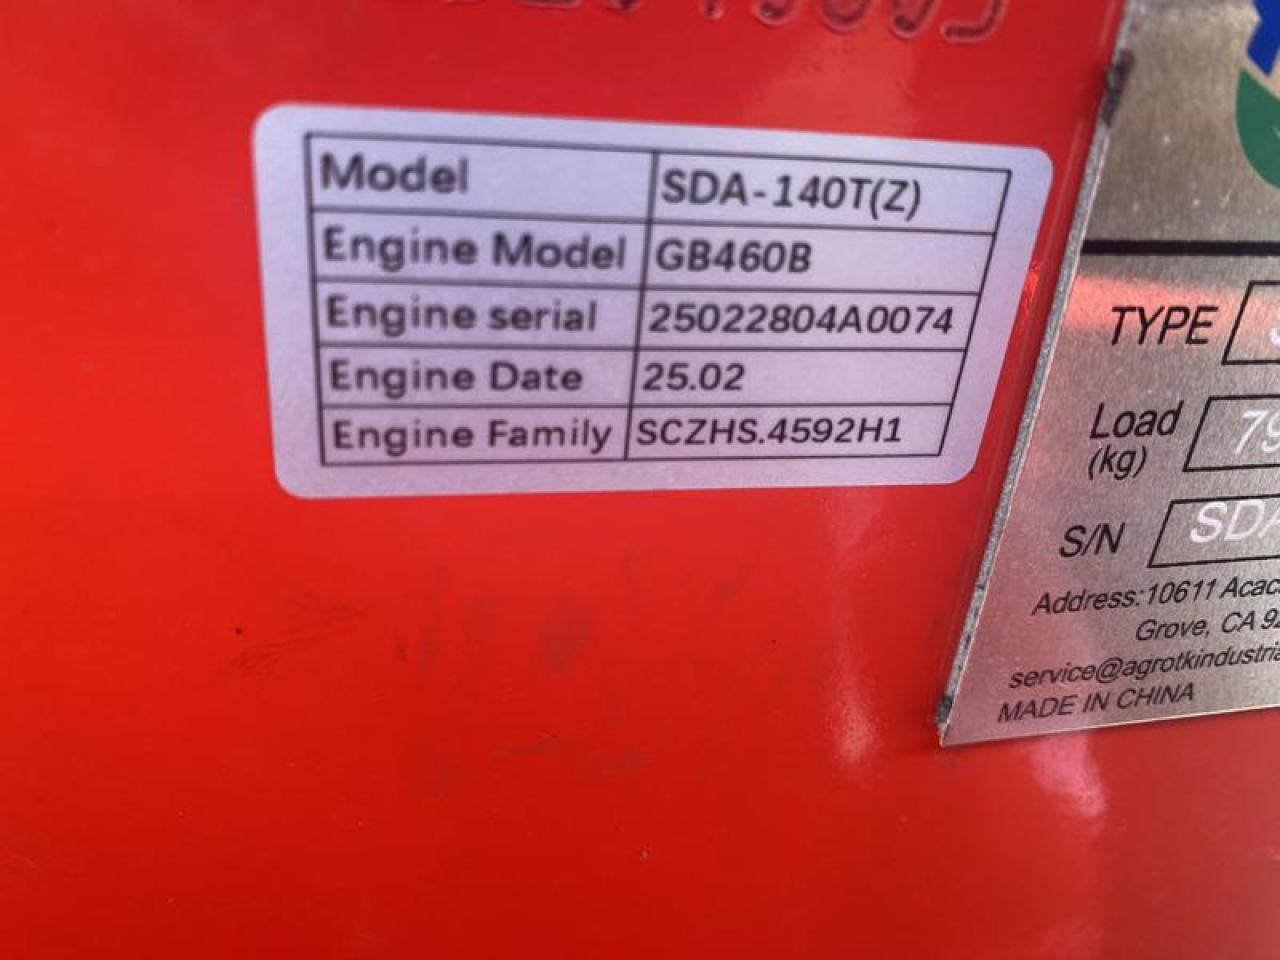 Model SDA-140T(Z)
Engine Model GB460B
Engine serial 25022804A0074
Engine Date 25.02
Engine Family SCZHS.4592H1
TYPE
Load
(kg)
S/N SDA
Address:10611
Grove, CA
MADE IN CHINA